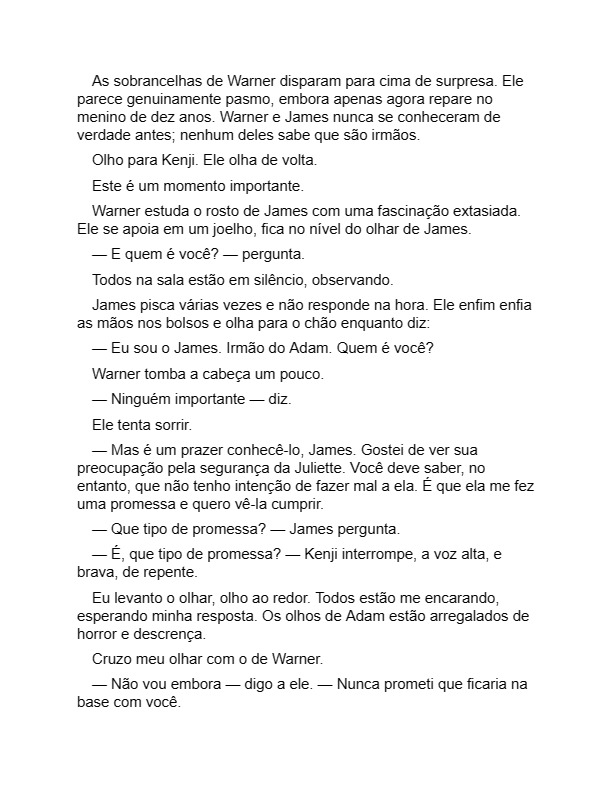 As sobrancelhas de Warner disparam para cima de surpresa. Ele
parece genuinamente pasmo, embora apenas agora repare no
menino de dez anos. Warner e James nunca se conheceram de
verdade antes; nenhum deles sabe que são irmãos.
Olho para Kenji. Ele olha de volta.
Este é um momento importante.
Warner estuda o rosto de James com uma fascinação extasiada.
Ele se apoia em um joelho, fica no nível do olhar de James.
— E quem é você? — pergunta.
Todos na sala estão em silêncio, observando.
James pisca várias vezes e não responde na hora. Ele enfim enfia
as mãos nos bolsos e olha para o chão enquanto diz:
— Eu sou o James. Irmão do Adam. Quem é você?
Warner tomba a cabeça um pouco.
— Ninguém importante — diz.
Ele tenta sorrir.
— Mas é um prazer conhecê-lo, James. Gostei de ver sua
preocupação pela segurança da Juliette. Você deve saber, no
entanto, que não tenho intenção de fazer mal a ela. É que ela me fez
uma promessa e quero vê-la cumprir.
— Que tipo de promessa? — James pergunta.
— É, que tipo de promessa? — Kenji interrompe, a voz alta, e
brava, de repente.
Eu levanto o olhar, olho ao redor. Todos estão me encarando,
esperando minha resposta. Os olhos de Adam estão arregalados de
horror e descrença.
Cruzo meu olhar com o de Warner.
— Não vou embora — digo a ele. — Nunca prometi que ficaria na
base com você.